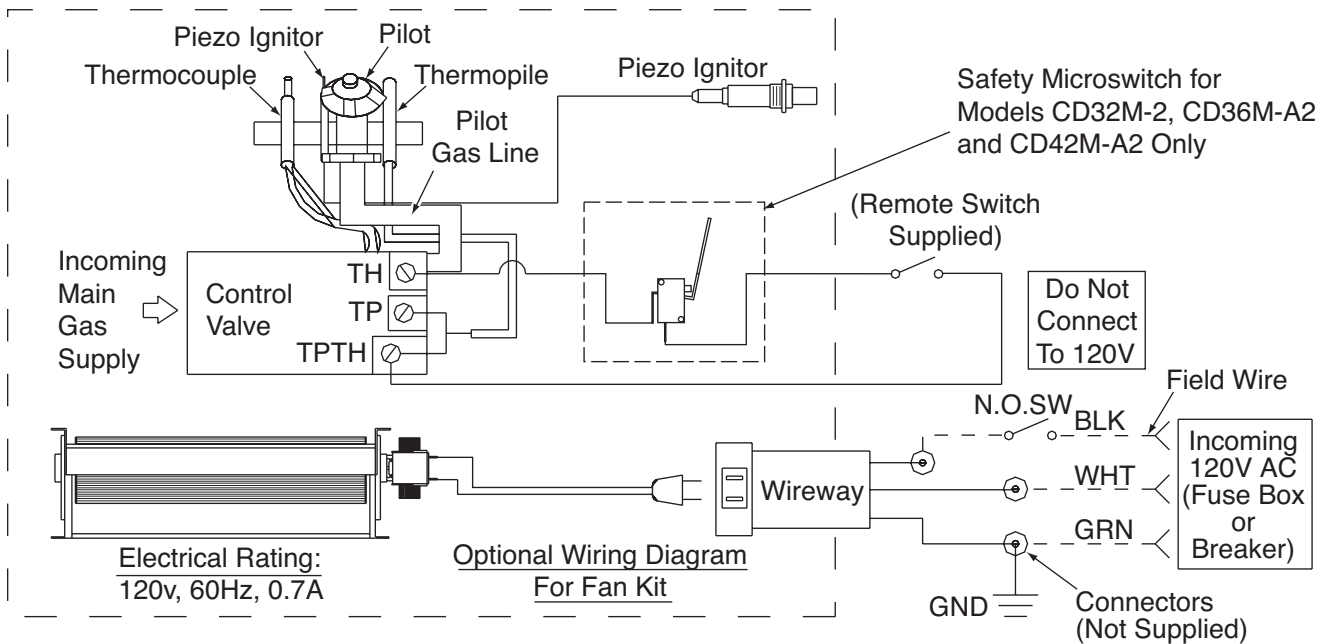 Piezo Ignitor
Pilot
Thermocouple
Thermopile
Pilot
Gas Line
Piezo Ignitor
Safety Microswitch for
Models CD32M-2, CD36M-A2
and CD42M-A2 Only
(Remote Switch
Supplied)
Incoming
Main
Gas
Supply
Control
Valve
TH
TP
TPTH
Do Not
Connect
To 120V
Field Wire
N.O.SW
BLK
WHT
GRN
Incoming
120V AC
(Fuse Box
or
Breaker)
Wireway
Electrical Rating:
120v, 60Hz, 0.7A
Optional Wiring Diagram
For Fan Kit
GND
Connectors
(Not Supplied)